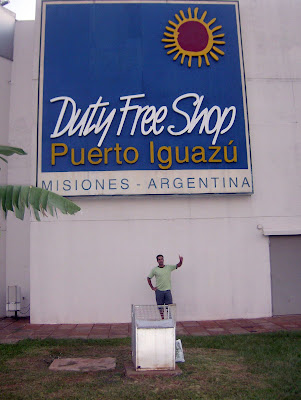 Duty Free Shop
Puerto Iguazú
MISIONES - ARGENTINA